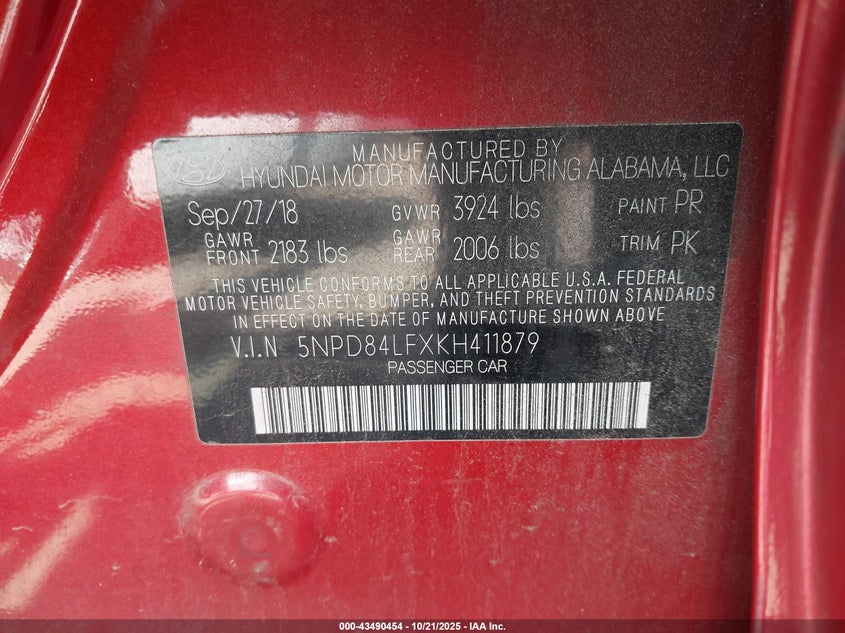 MANUFACTURED BY
HYUNDAI MOTOR MANUFACTURING ALABAMA, LLC
Sep/27/18 GVWR 3924 lbs PAINT PR
GAWR FRONT 2183 lbs GAWR REAR 2006 lbs TRIM PK
THIS VEHICLE CONFORMS TO ALL APPLICABLE U.S.A. FEDERAL
MOTOR VEHICLE SAFETY, BUMPER, AND THEFT PREVENTION STANDARDS
IN EFFECT ON THE DATE OF MANUFACTURE SHOWN ABOVE
V.I.N 5NPD84LFXKH411879
PASSENGER CAR
000-43490454 - 10/21/2025 - IAA Inc.